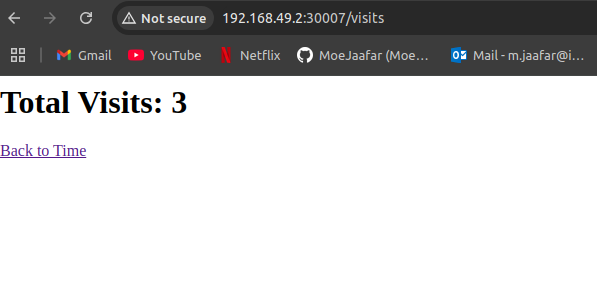 Not secure 192.168.49.2:30007/visits
Gmail YouTube Netflix MoeJaafar (Moe... Mail - m.jaafar@i...
Total Visits: 3
Back to Time